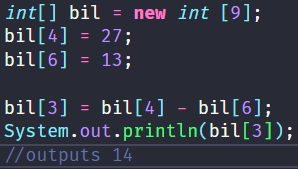 int[] bil = new int [9];
bil[4] = 27;
bil[6] = 13;
bil[3] = bil[4] - bil[6];
System.out.println(bil[3]);
//outputs 14